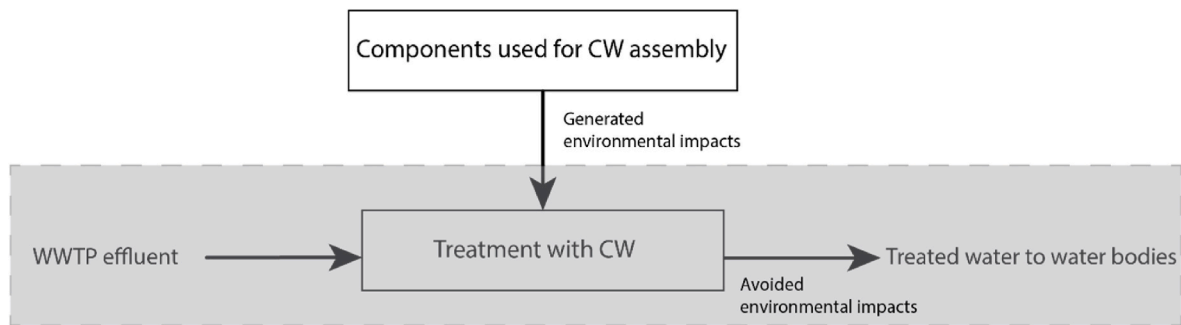 Components used for CW assembly
Generated
environmental impacts
WWTP effluent
Treatment with CW
Treated water to water bodies
Avoided
environmental impacts